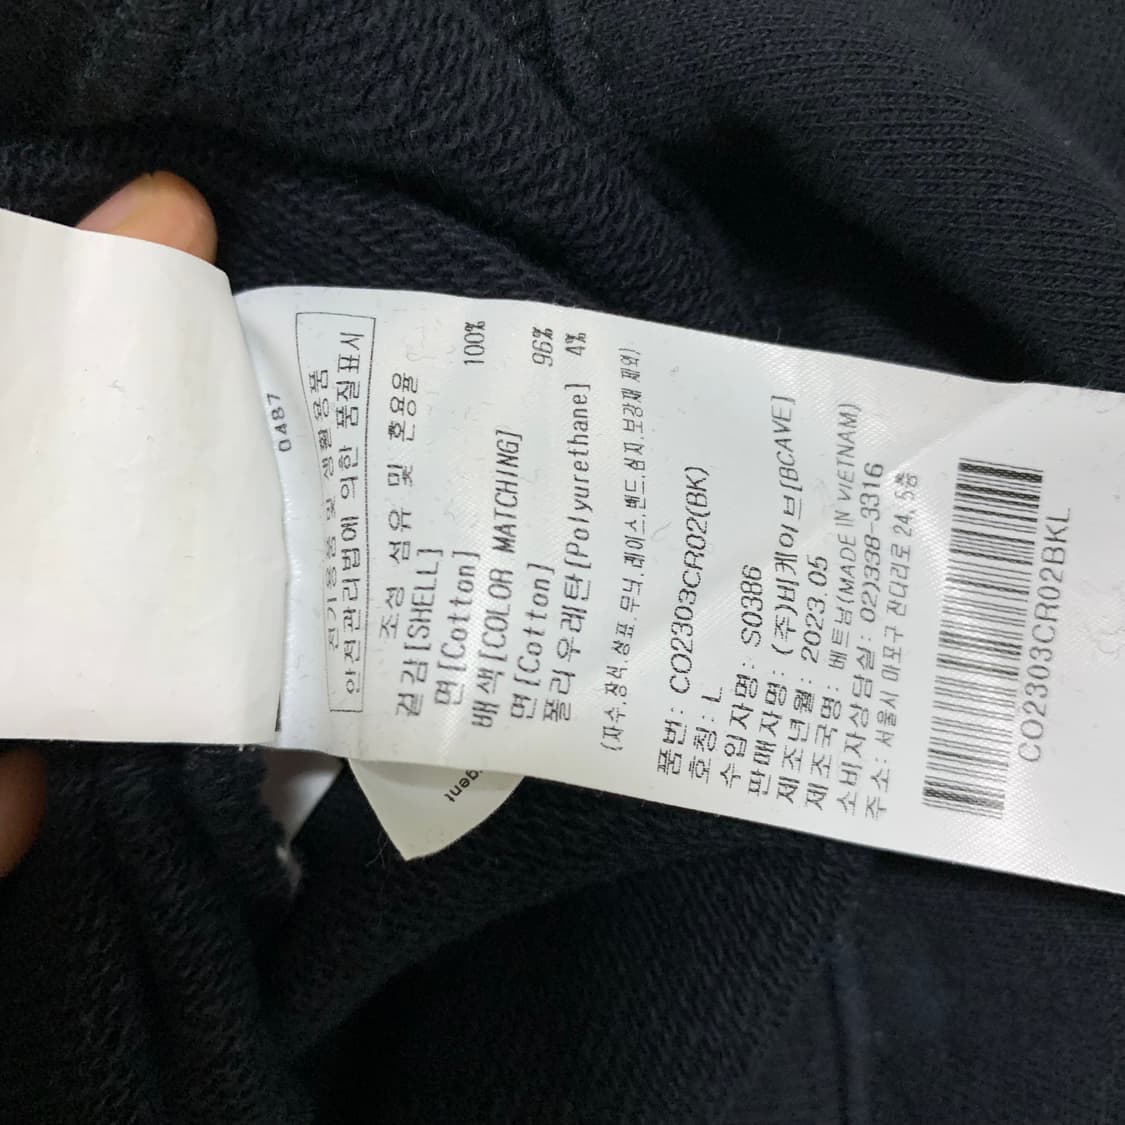 0487
전기용품 및 생활용품
안전관리법에 의한 품질표시
조성 섬유 및 혼용율
겉감[SHELL]
면[Cotton] 100%
배색[COLOR MATCHING]
면[Cotton] 96%
폴리우레탄[Polyurethane] 4%
(자수.장식.상표.무늬.레이스.밴드.심지.보강재 제외)
품번: CO2303CR02(BK)
호칭: L
수입자명: S0386
판매자명: (주)비케이브[BCAVE]
제조년월: 2023.05
제조국명: 베트남(MADE IN VIETNAM)
소비자상담실: 02)338-3316
주소: 서울시 마포구 잔다리로 24,5층
CO2303CR02BKL